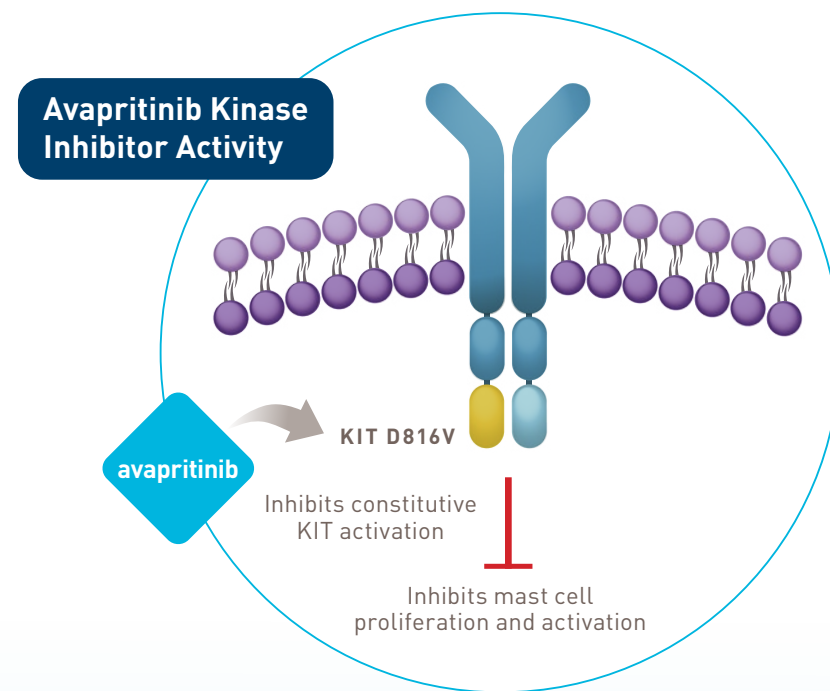 Avapritinib Kinase
Inhibitor Activity
avapritinib
KIT D816V
Inhibits constitutive
KIT activation
Inhibits mast cell
proliferation and activation